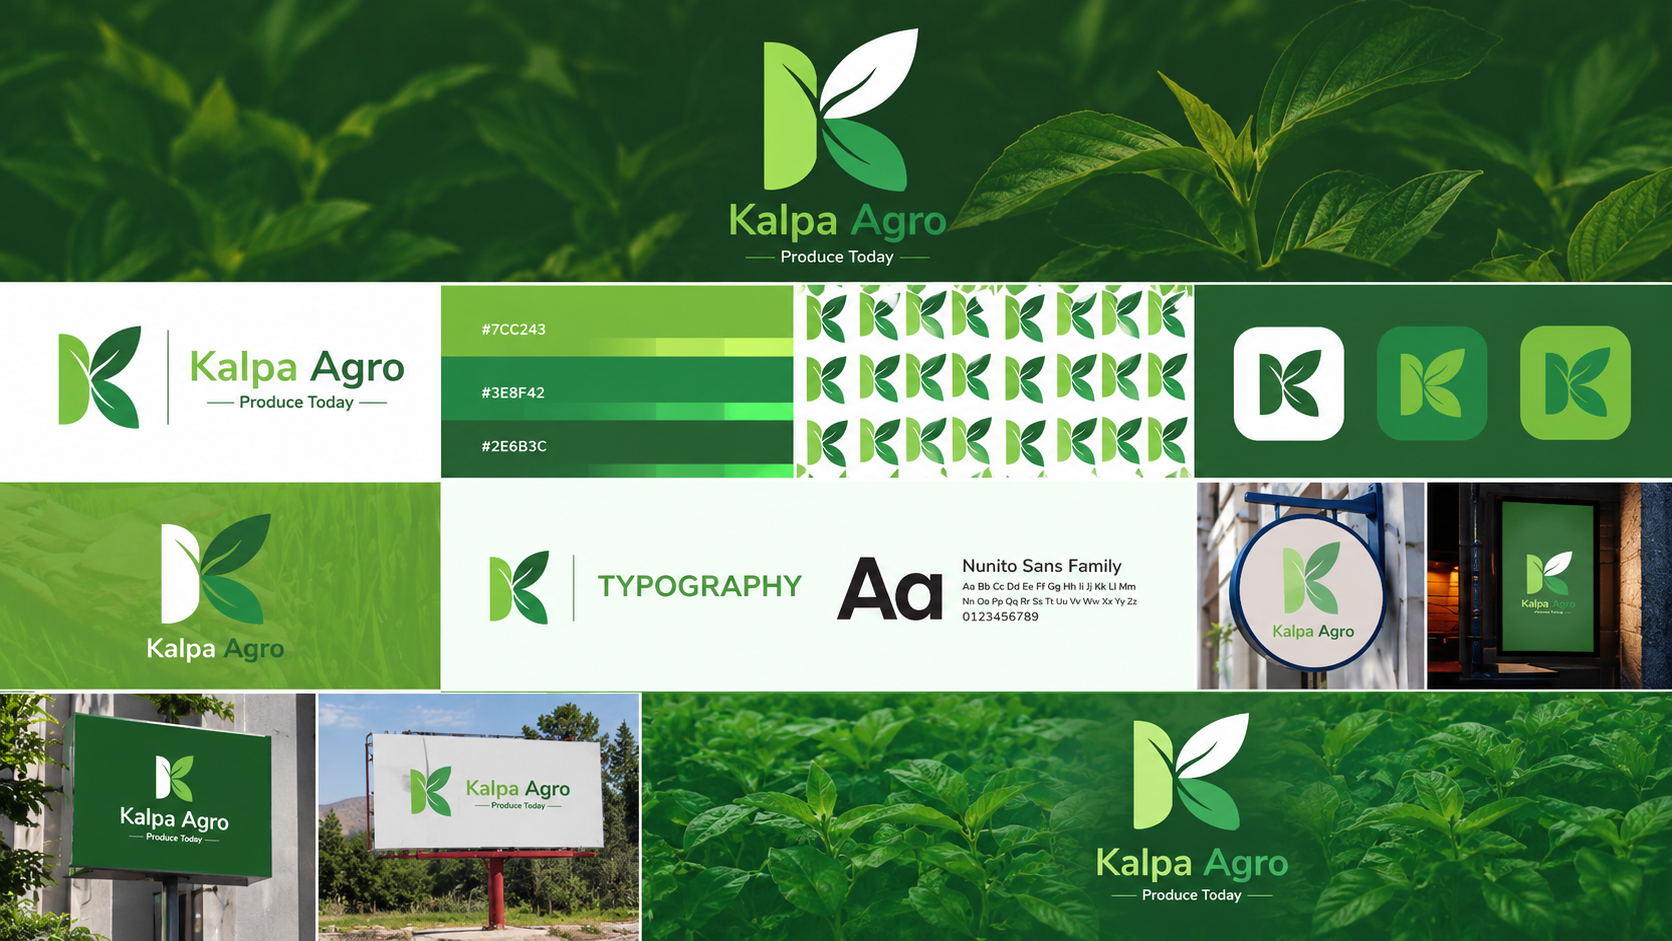 Kalpa Agro
Produce Today
Kalpa Agro
Produce Today
#7CC243
#3E8F42
#2E6B3C
Kalpa Agro
TYPOGRAPHY
Aa
Nunito Sans Family
Aa Bb Cc Dd Ee Ff Gg Hh Ii Jj Kk Ll Mm
Nn Oo Pp Qq Rr Ss Tt Uu Vv Ww Xx Yy Zz
0123456789
Kalpa Agro
Kalpa Agro
Produce Today
Kalpa Agro
Produce Today
Kalpa Agro
Produce Today
Kalpa Agro
Produce Today